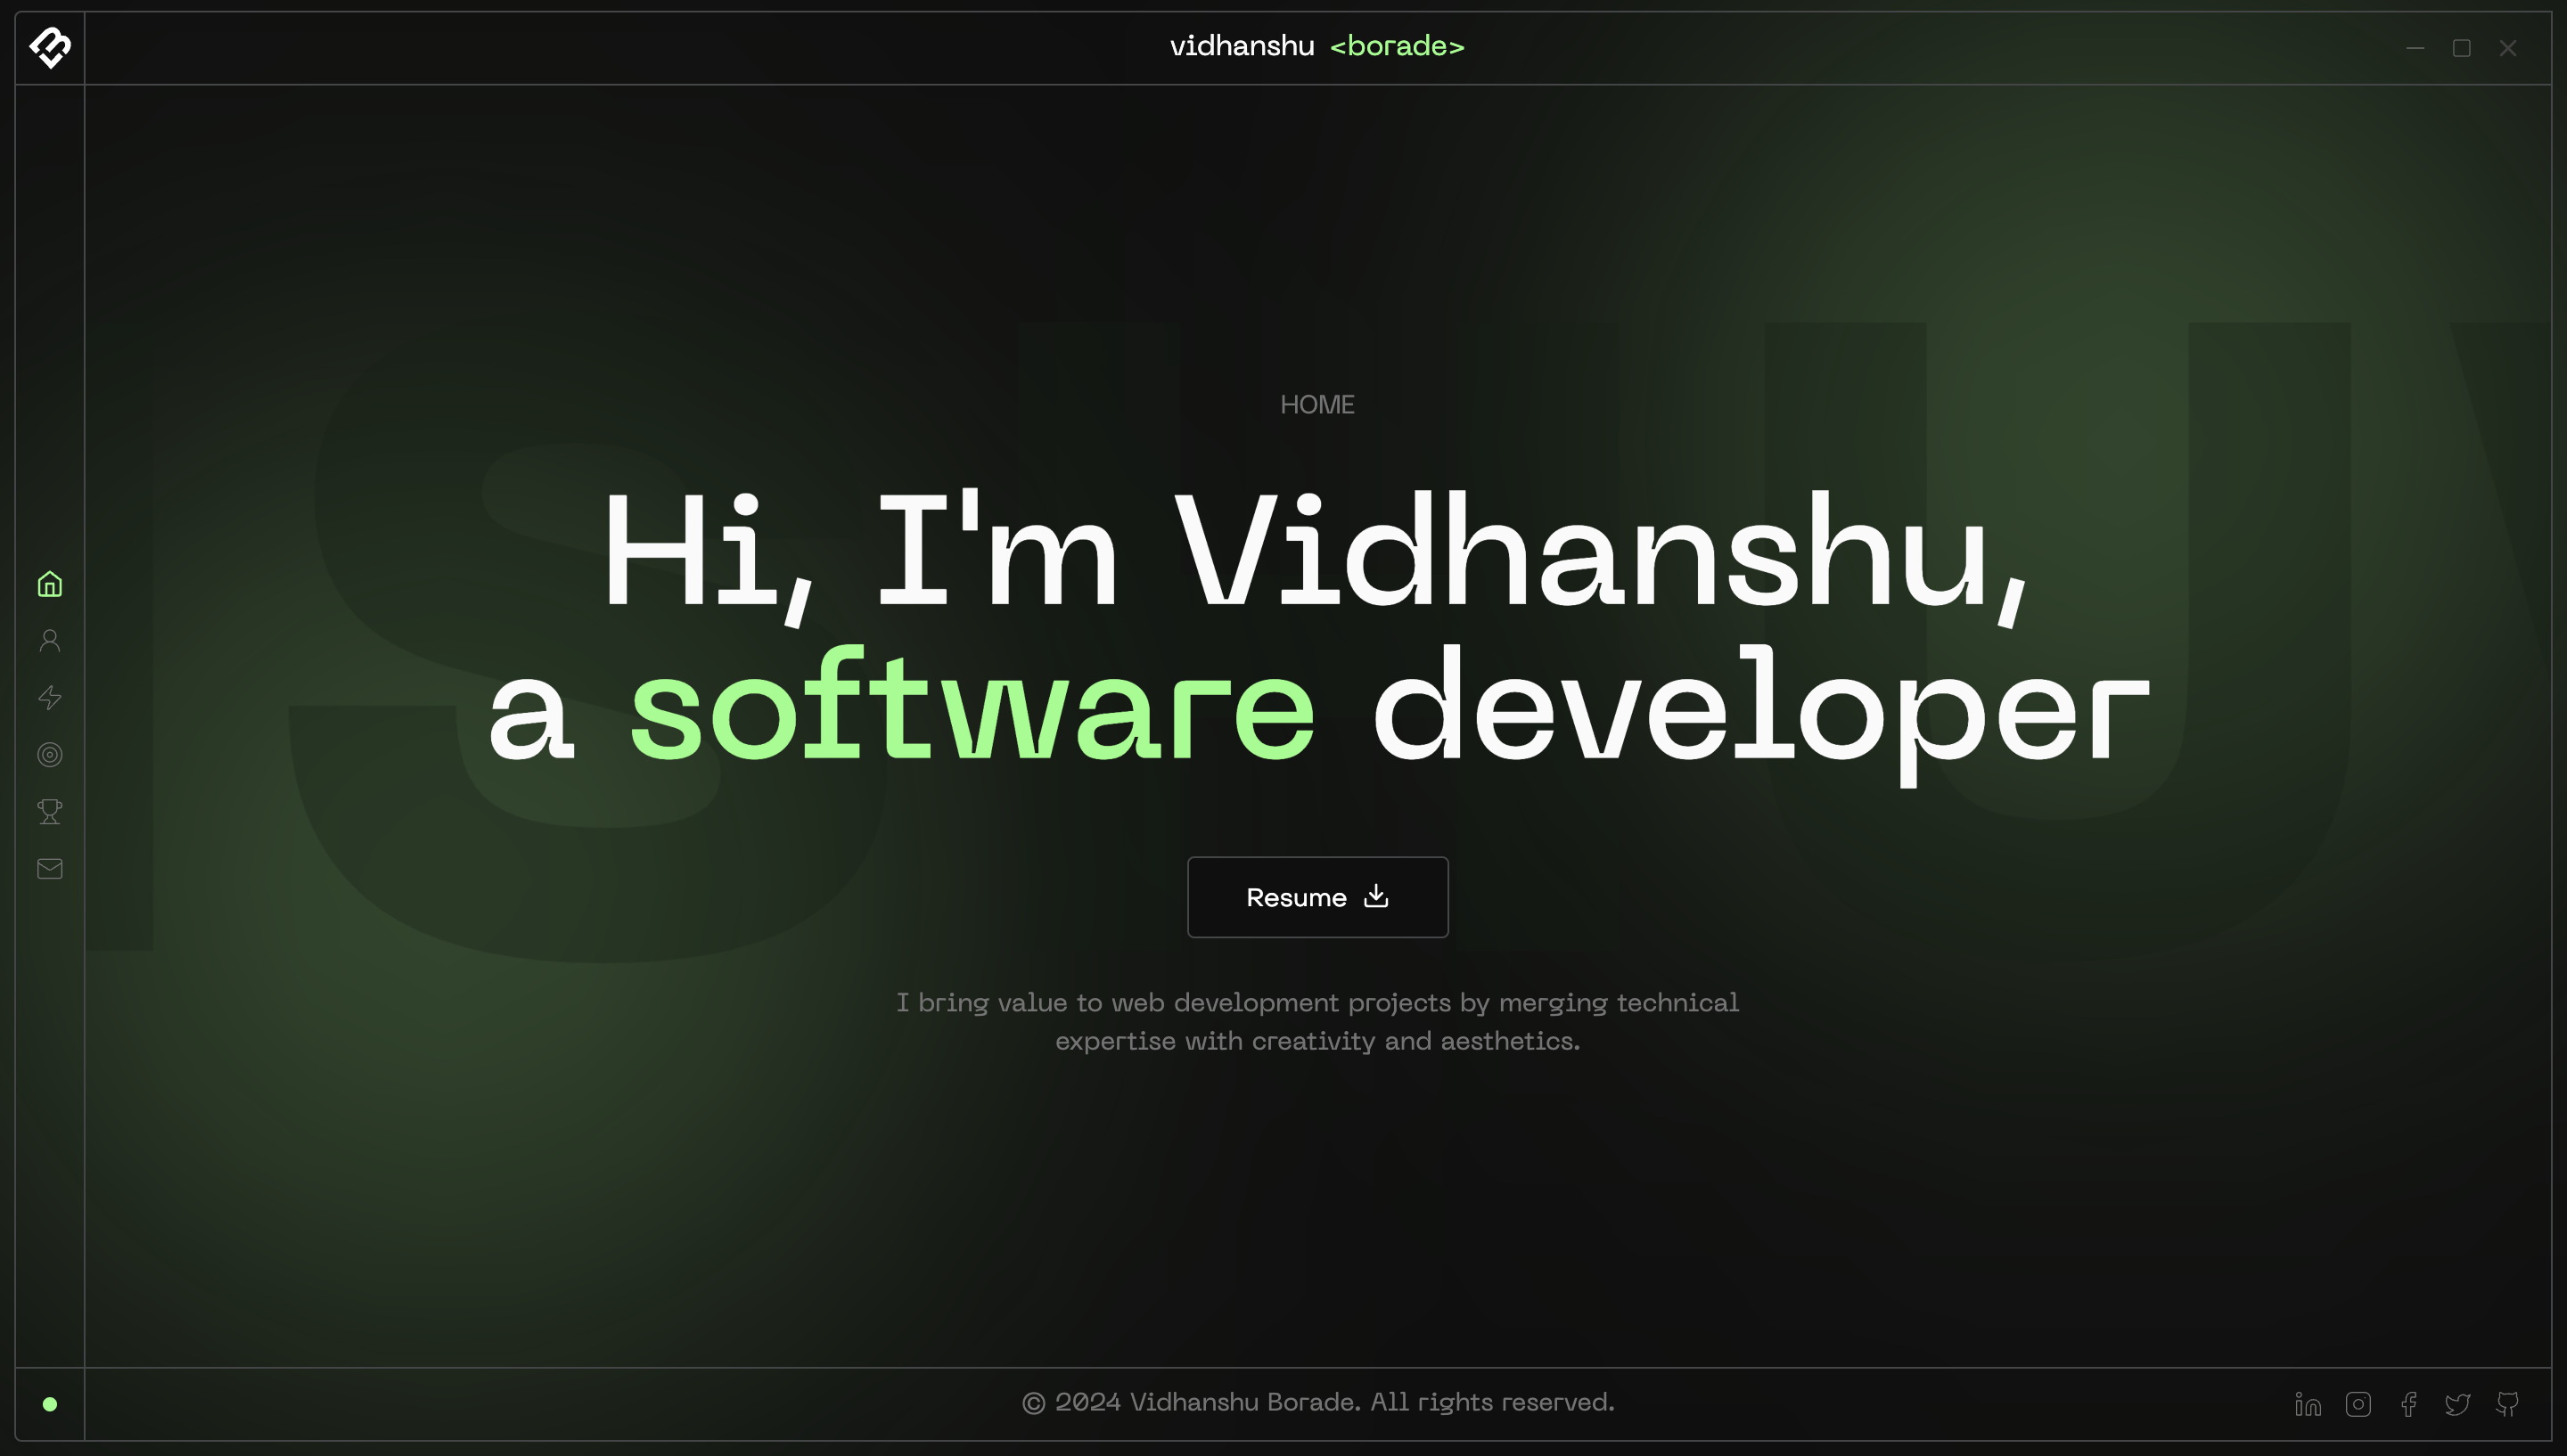 vidhanshu <borade>
HOME
Hi, I'm Vidhanshu,
a software developer
Resume
I bring value to web development projects by merging technical
expertise with creativity and aesthetics.
© 2024 Vidhanshu Borade. All rights reserved.